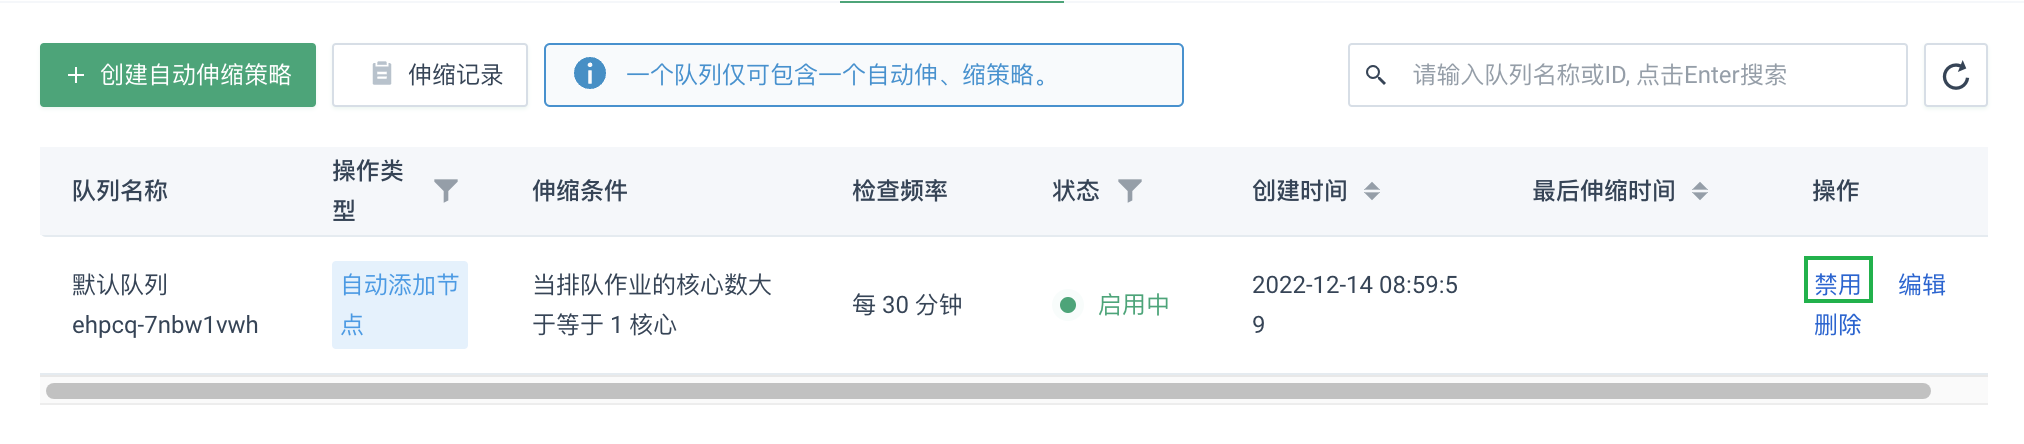 + 创建自动伸缩策略
伸缩记录
一个队列仅可包含一个自动伸、缩策略。
请输入队列名称或ID, 点击Enter搜索
队列名称
操作类
型
伸缩条件
检查频率
状态
创建时间
最后伸缩时间
操作
默认队列
ehpcq-7nbw1vwh
自动添加节
点
当排队作业的核心数大
于等于 1 核心
每 30 分钟
启用中
2022-12-14 08:59:5
9
禁用 编辑
删除